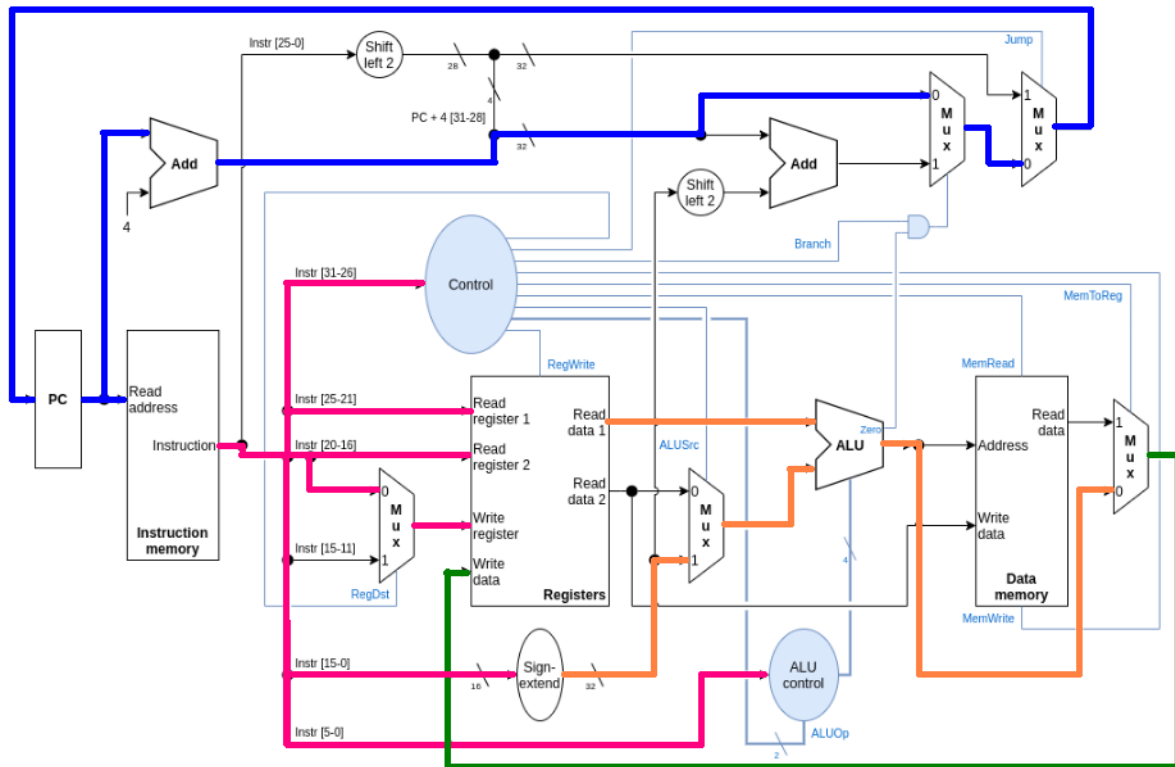 Jump
Instr [25-0]
Shift
left 2
28
32
4
PC + 4 [31-28]
32
0
Mux
1
1
Mux
0
Add
4
Add
Shift
left 2
Branch
Instr [31-26]
Control
MemToReg
RegWrite
MemRead
PC
Read
address
Instruction
Instruction
memory
Instr [25-21]
Read
register 1
Instr [20-16]
Read
register 2
Write
register
Write
data
Registers
Read
data 1
Read
data 2
0
Mux
1
Instr [15-11]
RegDst
ALUSrc
0
Mux
1
Zero
ALU
4
Address
Read
data
Write
data
Data
memory
MemWrite
1
Mux
0
Instr [15-0]
16
Sign-
extend
32
ALU
control
Instr [5-0]
2
ALUOp